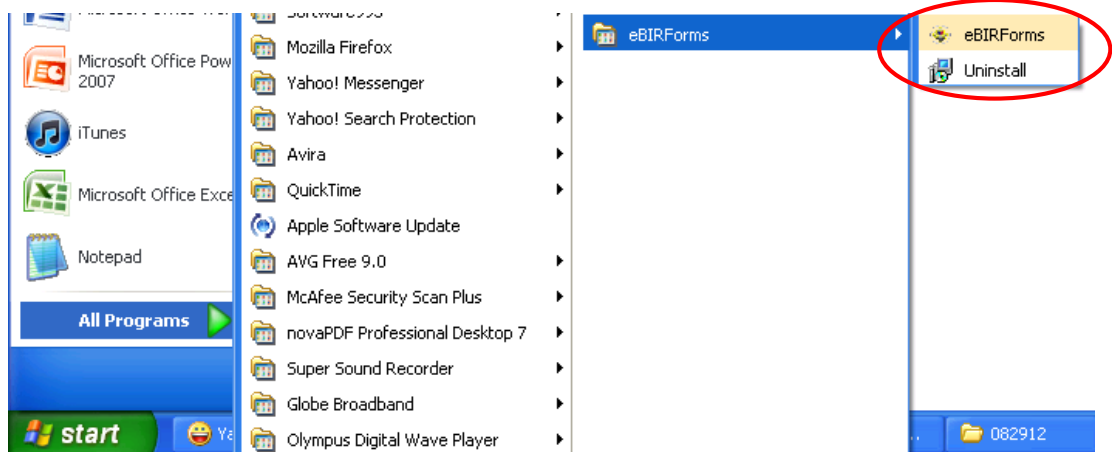 Microsoft Office Pow
2007
iTunes
Microsoft Office Exce
Notepad
All Programs
start
Ya
Mozilla Firefox
Yahoo! Messenger
Yahoo! Search Protection
Avira
QuickTime
Apple Software Update
AVG Free 9.0
McAfee Security Scan Plus
novaPDF Professional Desktop 7
Super Sound Recorder
Globe Broadband
Olympus Digital Wave Player
eBIRForms
eBIRForms
Uninstall
..
082912